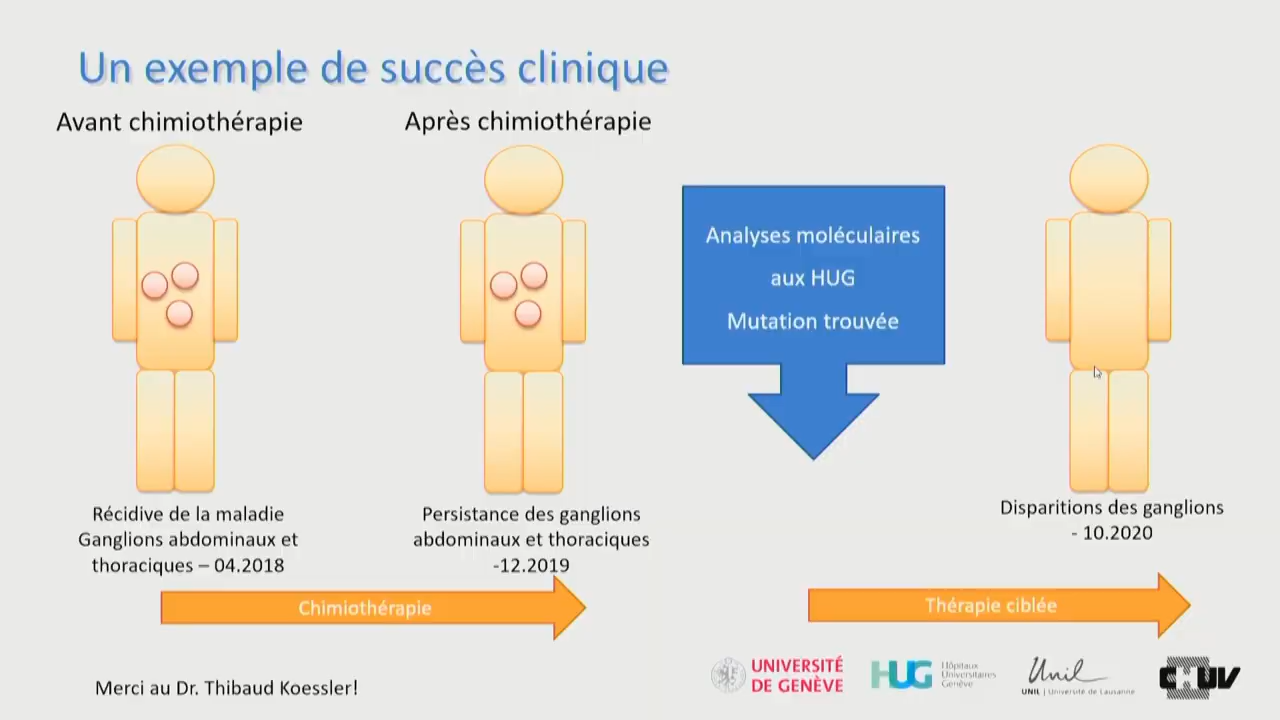 Un exemple de succès clinique
Avant chimiothérapie
Après chimiothérapie
Analyses moléculaires
aux HUG
Mutation trouvée
Récidive de la maladie
Ganglions abdominaux et
thoraciques – 04.2018
Persistance des ganglions
abdominaux et thoraciques
-12.2019
Disparitions des ganglions
- 10.2020
Chimiothérapie
Thérapie ciblée
Merci au Dr. Thibaud Koessler!
UNIVERSITÉ
DE GENÈVE
HUG
Hôpitaux
Universitaires
Genève
Unil
UNIL | Université de Lausanne
CHUV